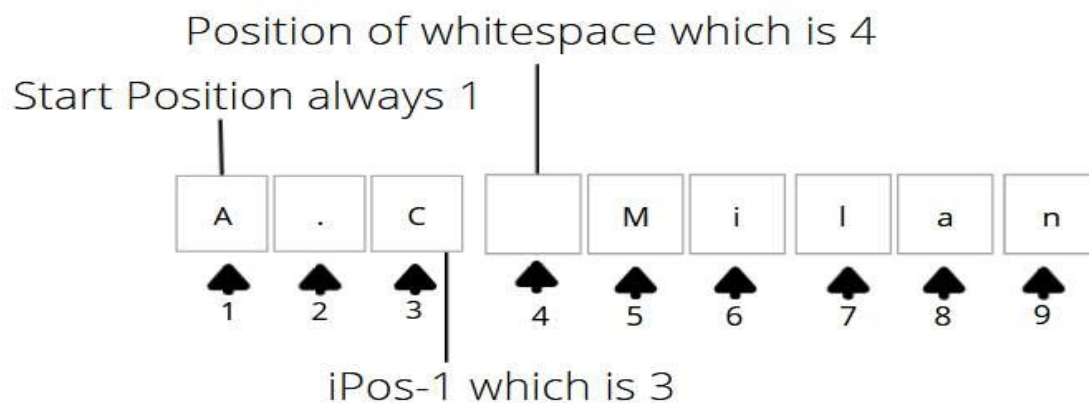 Position of whitespace which is 4
Start Position always 1
A . C M i l a n
1 2 3 4 5 6 7 8 9
iPos-1 which is 3